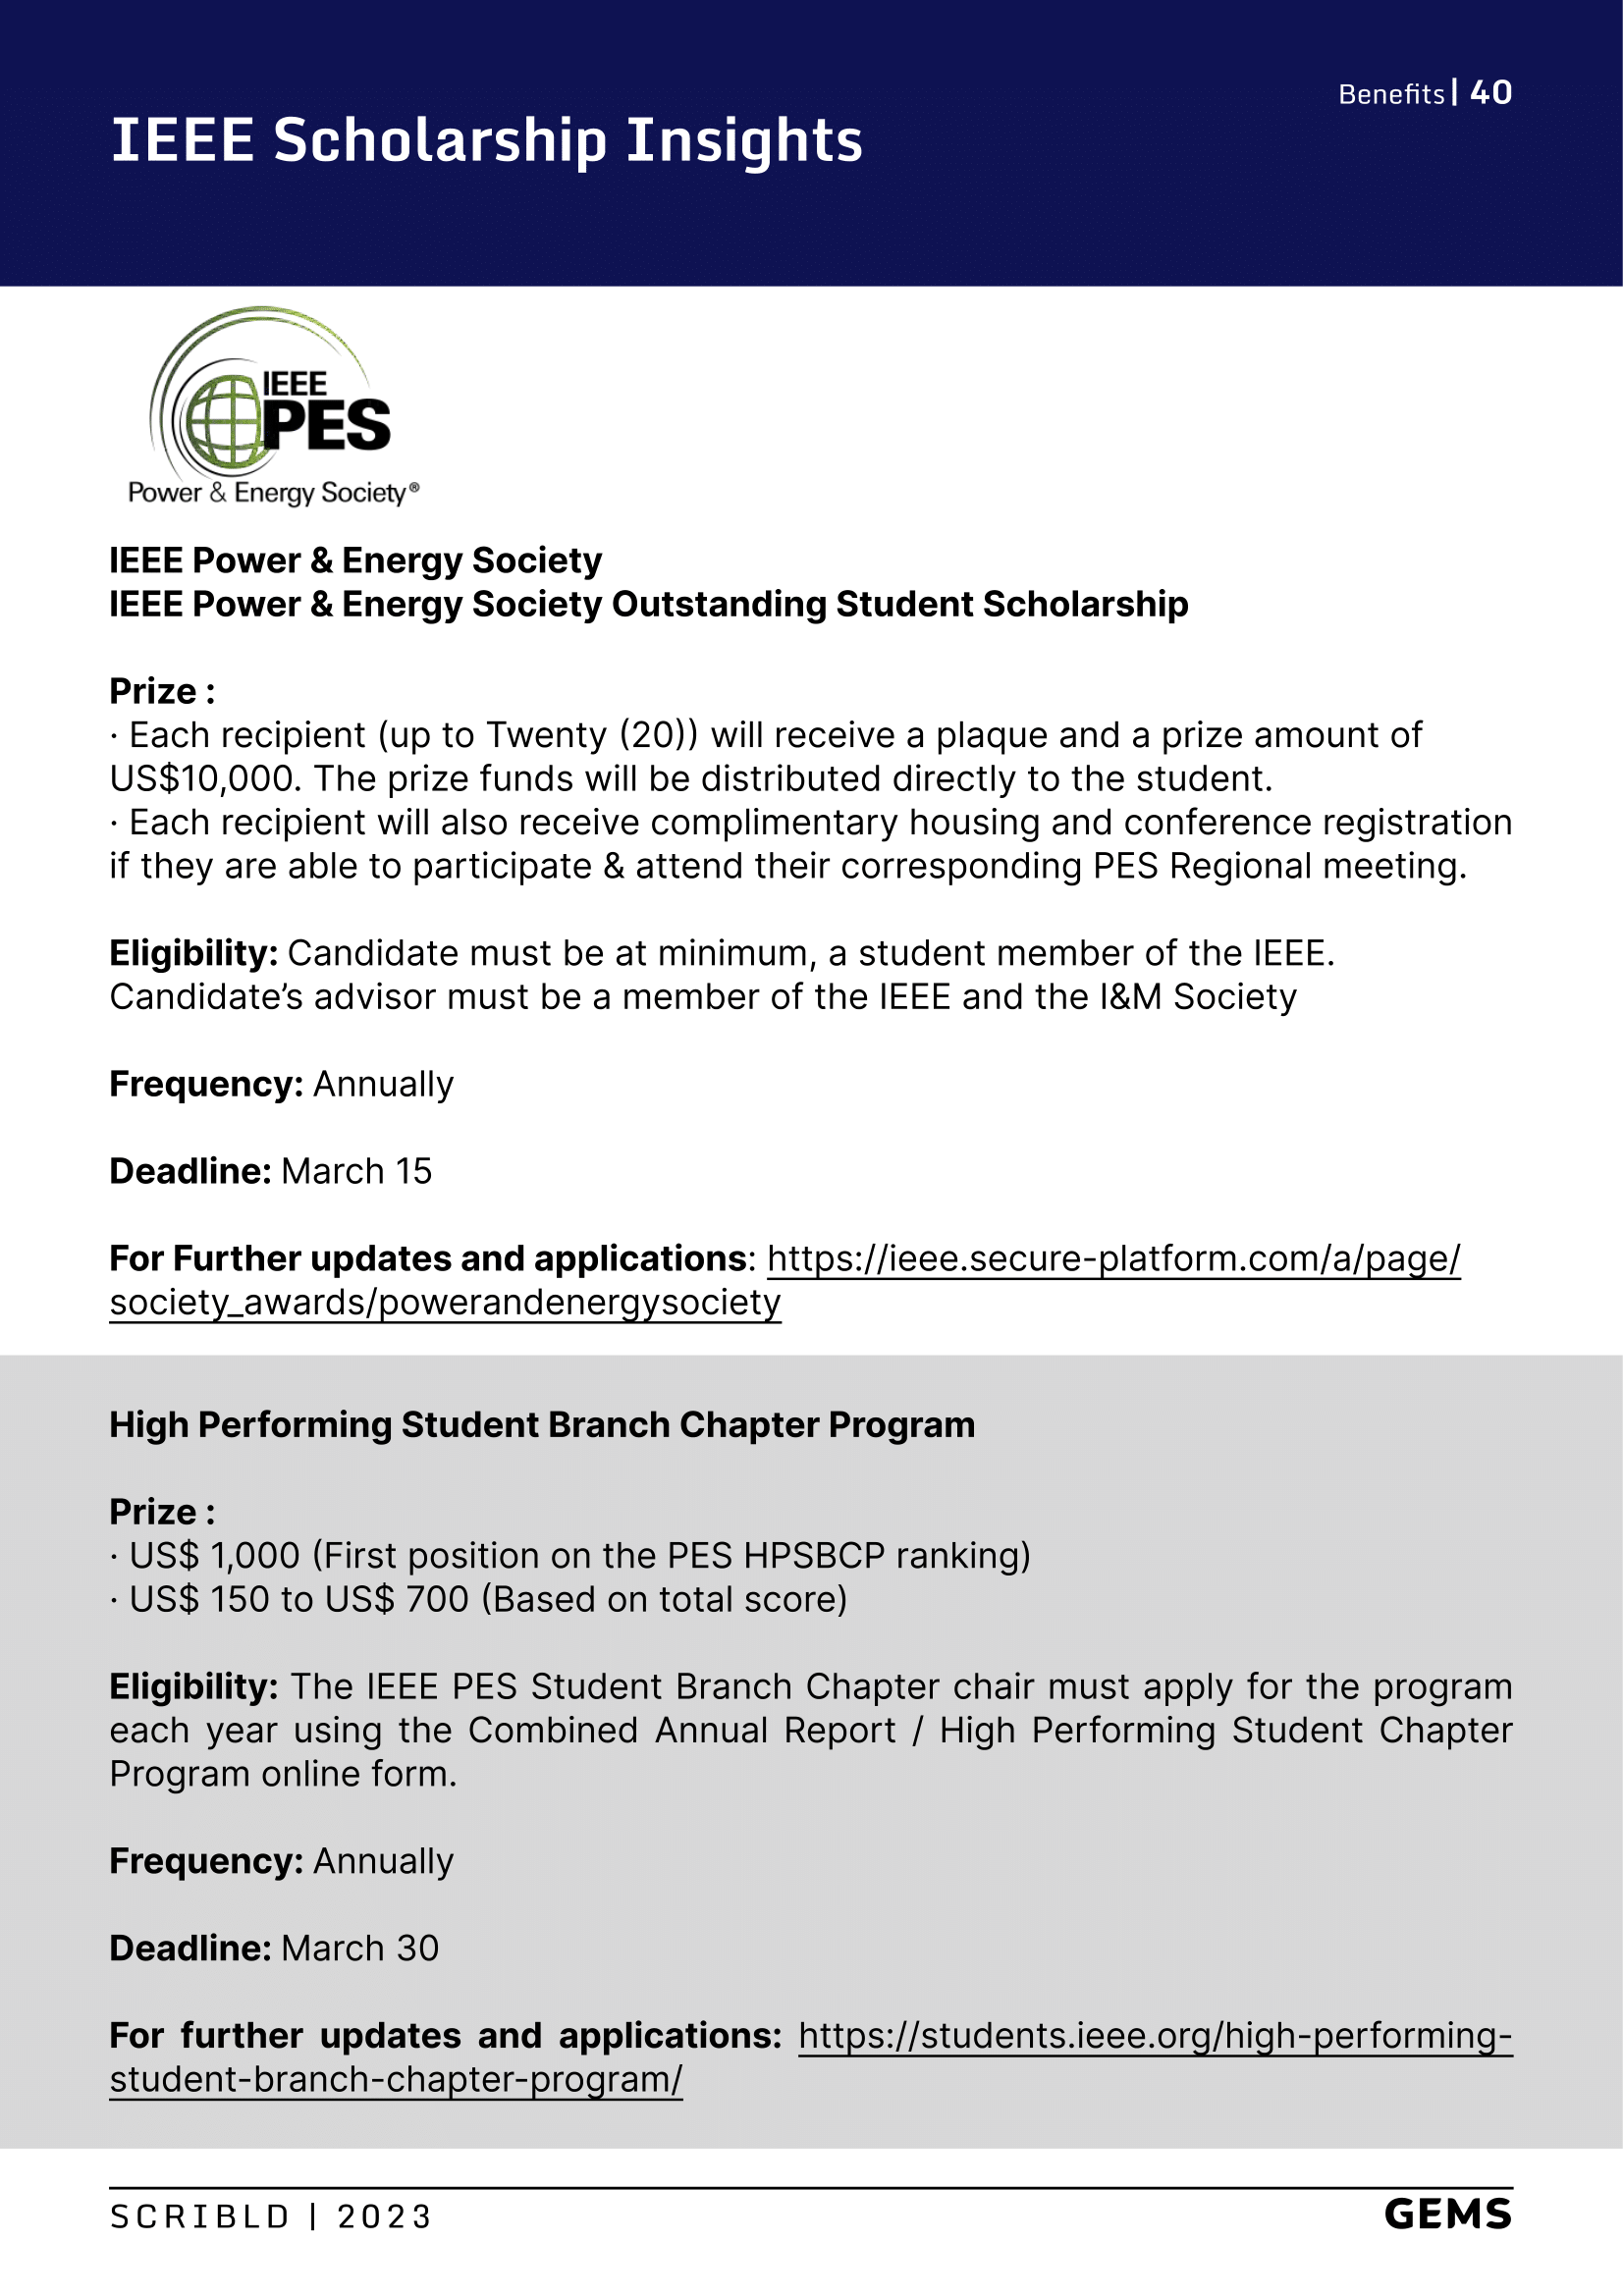 Benefits | 40
IEEE Scholarship Insights
IEEE
PES
Power & Energy Society®
IEEE Power & Energy Society
IEEE Power & Energy Society Outstanding Student Scholarship
Prize :
· Each recipient (up to Twenty (20)) will receive a plaque and a prize amount of
US$10,000. The prize funds will be distributed directly to the student.
· Each recipient will also receive complimentary housing and conference registration
if they are able to participate & attend their corresponding PES Regional meeting.
Eligibility: Candidate must be at minimum, a student member of the IEEE.
Candidate’s advisor must be a member of the IEEE and the I&M Society
Frequency: Annually
Deadline: March 15
For Further updates and applications: https://ieee.secure-platform.com/a/page/
society_awards/powerandenergysociety
High Performing Student Branch Chapter Program
Prize :
· US$ 1,000 (First position on the PES HPSBCP ranking)
· US$ 150 to US$ 700 (Based on total score)
Eligibility: The IEEE PES Student Branch Chapter chair must apply for the program
each year using the Combined Annual Report / High Performing Student Chapter
Program online form.
Frequency: Annually
Deadline: March 30
For further updates and applications: https://students.ieee.org/high-performing-
student-branch-chapter-program/
SCRIBLD | 2023
GEMS